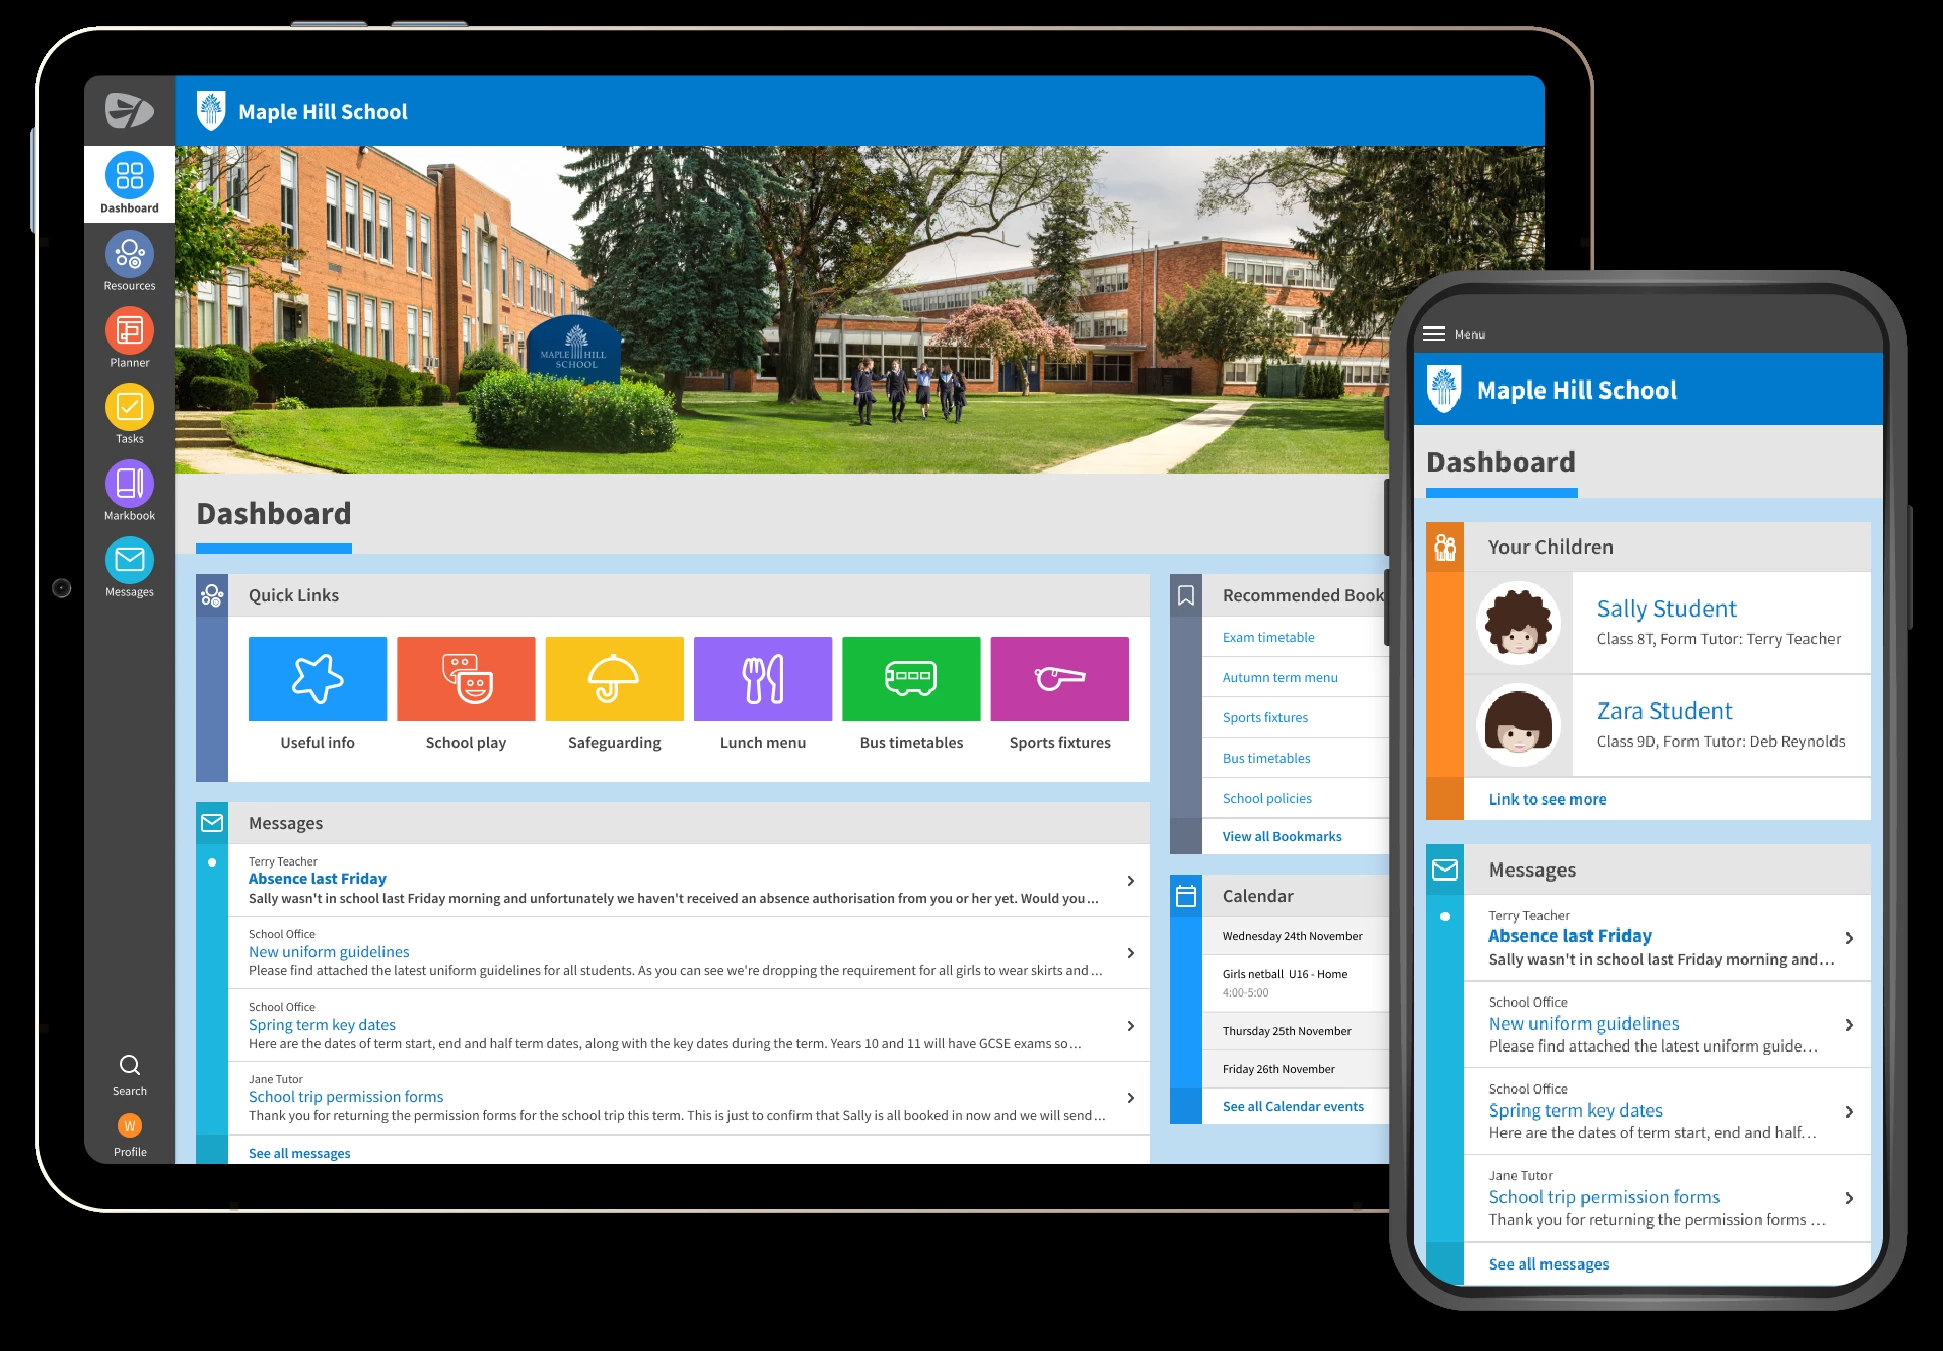 Maple Hill School
Dashboard
Resources
Planner
Tasks
Markbook
Messages
Search
W
Profile
MAPLE HILL
SCHOOL
Dashboard
Quick Links
Useful info
School play
Safeguarding
Lunch menu
Bus timetables
Sports fixtures
Messages
Terry Teacher
Absence last Friday
Sally wasn't in school last Friday morning and unfortunately we haven't received an absence authorisation from you or her yet. Would you...
School Office
New uniform guidelines
Please find attached the latest uniform guidelines for all students. As you can see we're dropping the requirement for all girls to wear skirts and ...
School Office
Spring term key dates
Here are the dates of term start, end and half term dates, along with the key dates during the term. Years 10 and 11 will have GCSE exams so...
Jane Tutor
School trip permission forms
Thank you for returning the permission forms for the school trip this term. This is just to confirm that Sally is all booked in now and we will send...
See all messages
Recommended Book
Exam timetable
Autumn term menu
Sports fixtures
Bus timetables
School policies
View all Bookmarks
Calendar
Wednesday 24th November
Girls netball U16 - Home
4:00-5:00
Thursday 25th November
Friday 26th November
See all Calendar events
Menu
Maple Hill School
Dashboard
Your Children
Sally Student
Class 8T, Form Tutor: Terry Teacher
Zara Student
Class 9D, Form Tutor: Deb Reynolds
Link to see more
Messages
Terry Teacher
Absence last Friday
Sally wasn't in school last Friday morning and...
School Office
New uniform guidelines
Please find attached the latest uniform guide...
School Office
Spring term key dates
Here are the dates of term start, end and half...
Jane Tutor
School trip permission forms
Thank you for returning the permission forms ...
See all messages